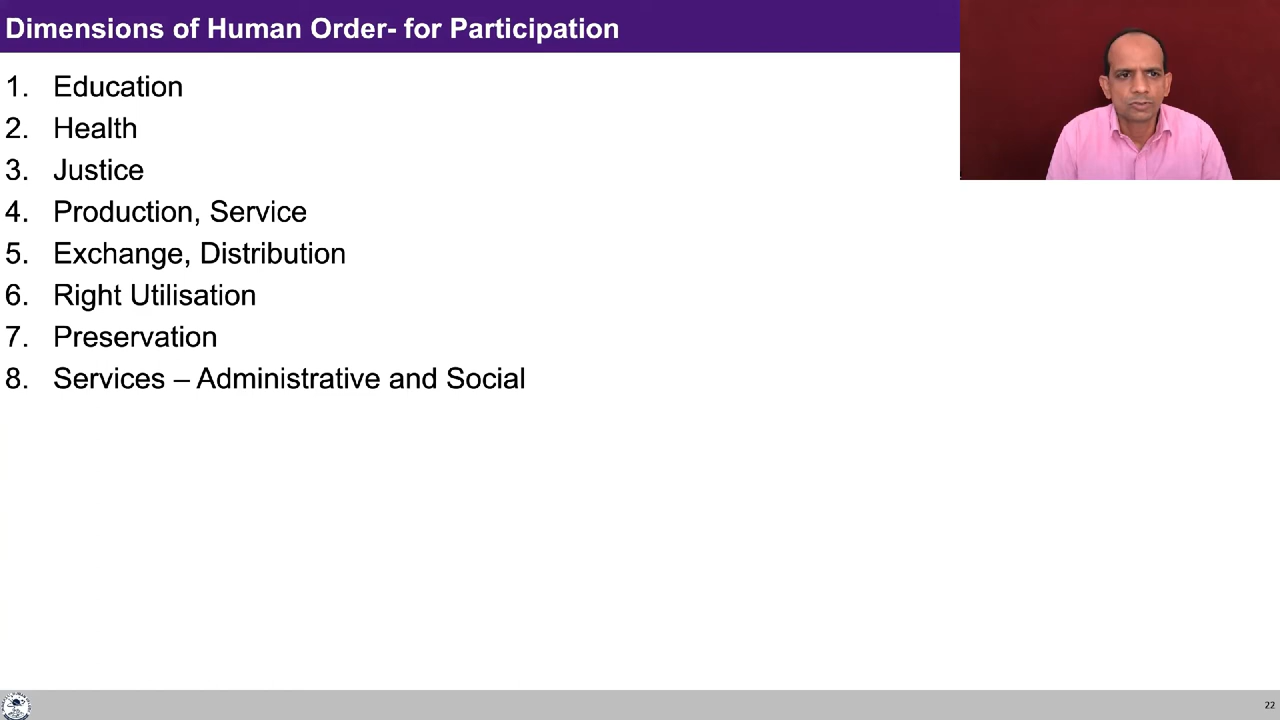 Dimensions of Human Order- for Participation
1. Education
2. Health
3. Justice
4. Production, Service
5. Exchange, Distribution
6. Right Utilisation
7. Preservation
8. Services – Administrative and Social
22